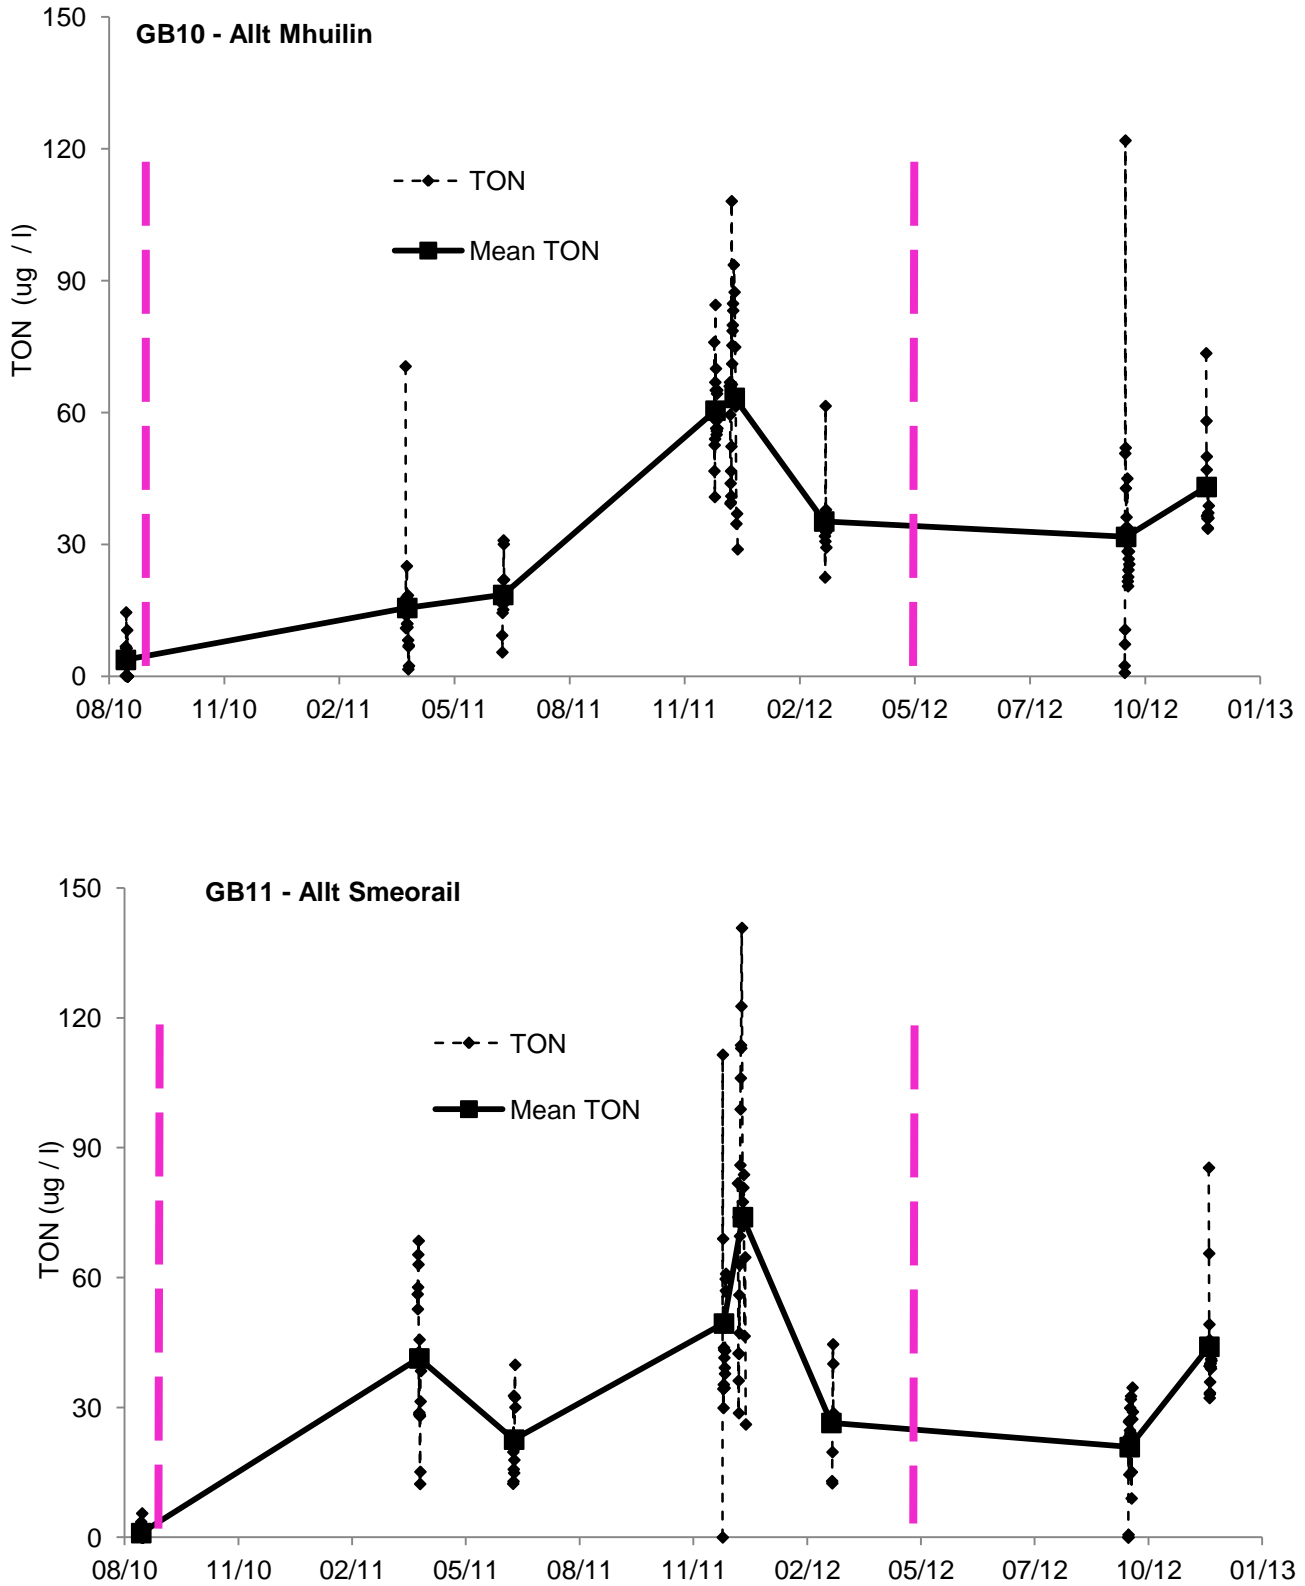 150
GB10 - Allt Mhuilin
120
TON
Mean TON
90
TON (ug / l)
60
30
0
08/10 11/10 02/11 05/11 08/11 11/11 02/12 05/12 07/12 10/12 01/13
150
GB11 - Allt Smeorail
120
TON
Mean TON
90
TON (ug / l)
60
30
0
08/10 11/10 02/11 05/11 08/11 11/11 02/12 05/12 07/12 10/12 01/13